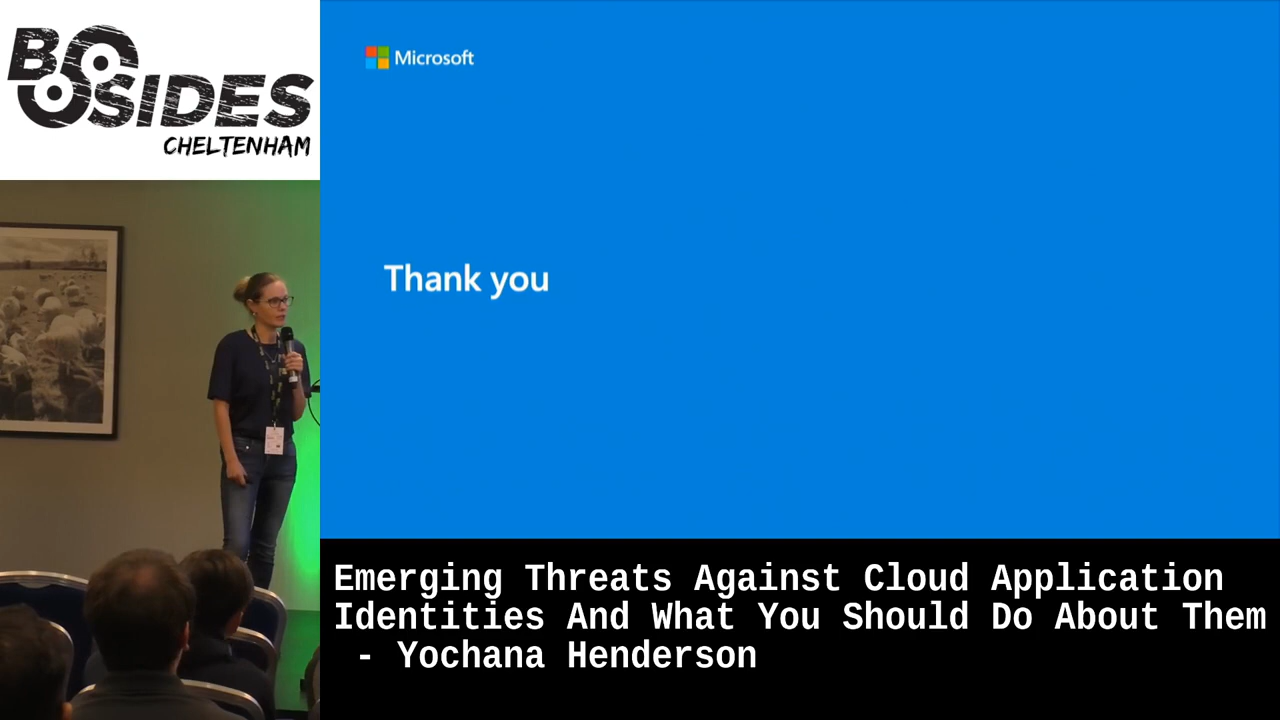 BSIDES
CHELTENHAM
Microsoft
Thank you
Emerging Threats Against Cloud Application
Identities And What You Should Do About Them
- Yochana Henderson